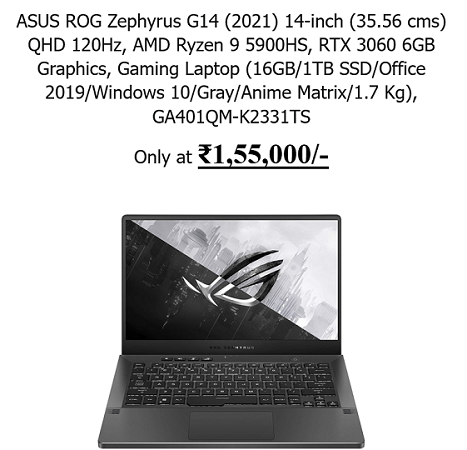 ASUS ROG Zephyrus G14 (2021) 14-inch (35.56 cms)
QHD 120Hz, AMD Ryzen 9 5900HS, RTX 3060 6GB
Graphics, Gaming Laptop (16GB/1TB SSD/Office
2019/Windows 10/Gray/Anime Matrix/1.7 Kg),
GA401QM-K2331TS
Only at ₹1,55,000/-